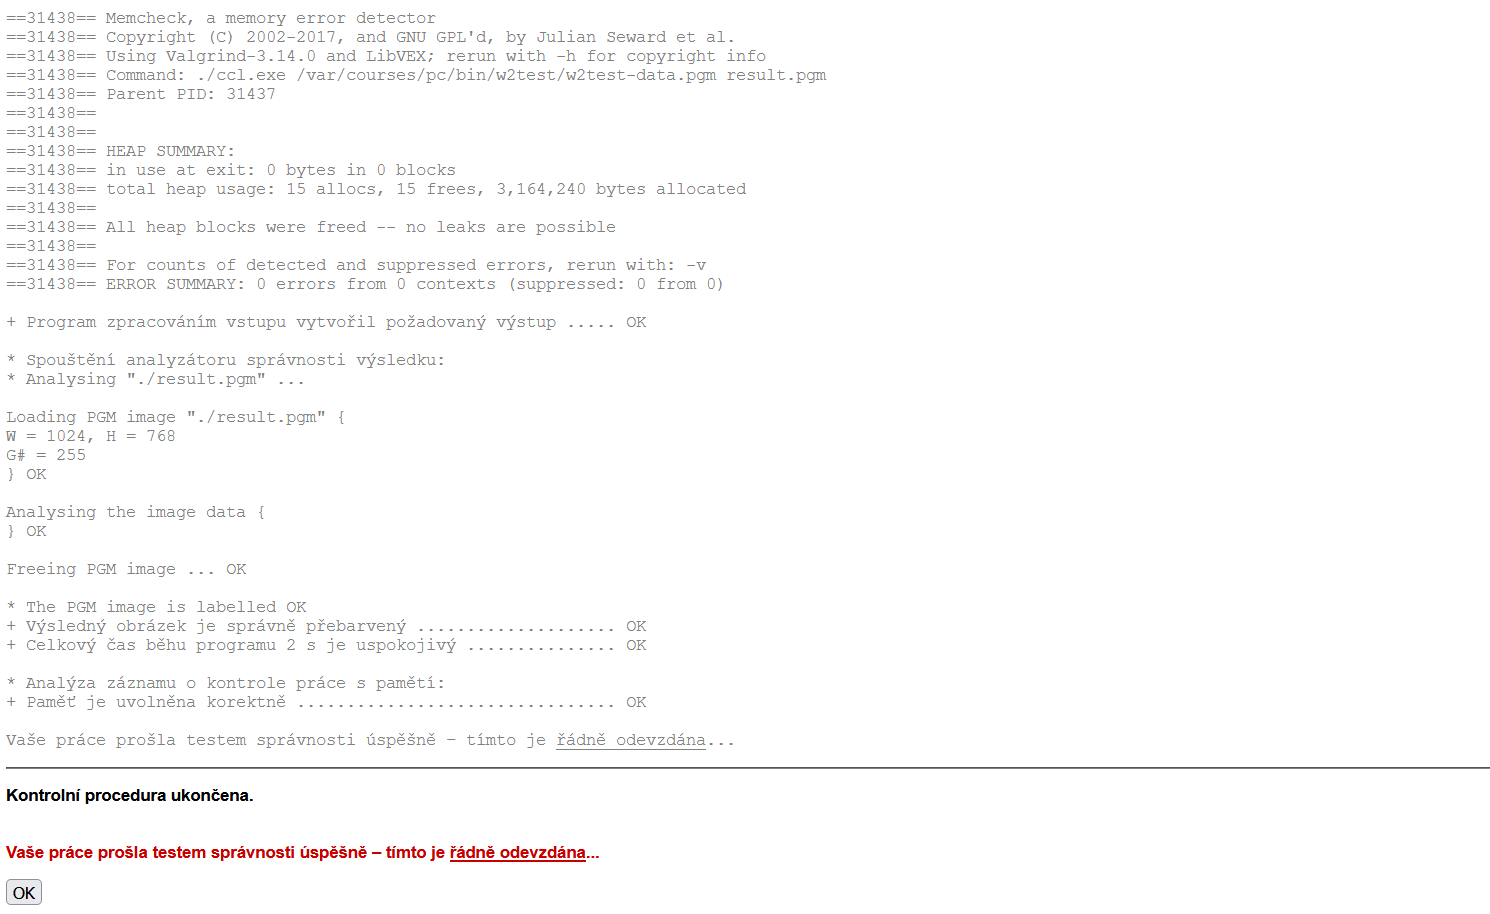 ==31438== Memcheck, a memory error detector
==31438== Copyright (C) 2002-2017, and GNU GPL'd, by Julian Seward et al.
==31438== Using Valgrind-3.14.0 and LibVEX; rerun with -h for copyright info
==31438== Command: ./ccl.exe /var/courses/pc/bin/w2test/w2test-data.pgm result.pgm
==31438== Parent PID: 31437
==31438==
==31438==
==31438== HEAP SUMMARY:
==31438== in use at exit: 0 bytes in 0 blocks
==31438== total heap usage: 15 allocs, 15 frees, 3,164,240 bytes allocated
==31438==
==31438== All heap blocks were freed -- no leaks are possible
==31438==
==31438== For counts of detected and suppressed errors, rerun with: -v
==31438== ERROR SUMMARY: 0 errors from 0 contexts (suppressed: 0 from 0)
+ Program zpracováním vstupu vytvořil požadovaný výstup ..... OK
* Spouštění analyzátoru správnosti výsledku:
* Analysing "./result.pgm" ...
Loading PGM image "./result.pgm" {
W = 1024, H = 768
G# = 255
} OK
Analysing the image data {
} OK
Freeing PGM image ... OK
* The PGM image is labelled OK
+ Výsledný obrázek je správně přebarvený .................... OK
+ Celkový čas běhu programu 2 s je uspokojivý ............... OK
* Analýza záznamu o kontrole práce s pamětí:
+ Paměť je uvolněna korektně ................................ OK
Vaše práce prošla testem správnosti úspěšně – tímto je řádně odevzdána...
Kontrolní procedura ukončena.
Vaše práce prošla testem správnosti úspěšně – tímto je řádně odevzdána...
OK